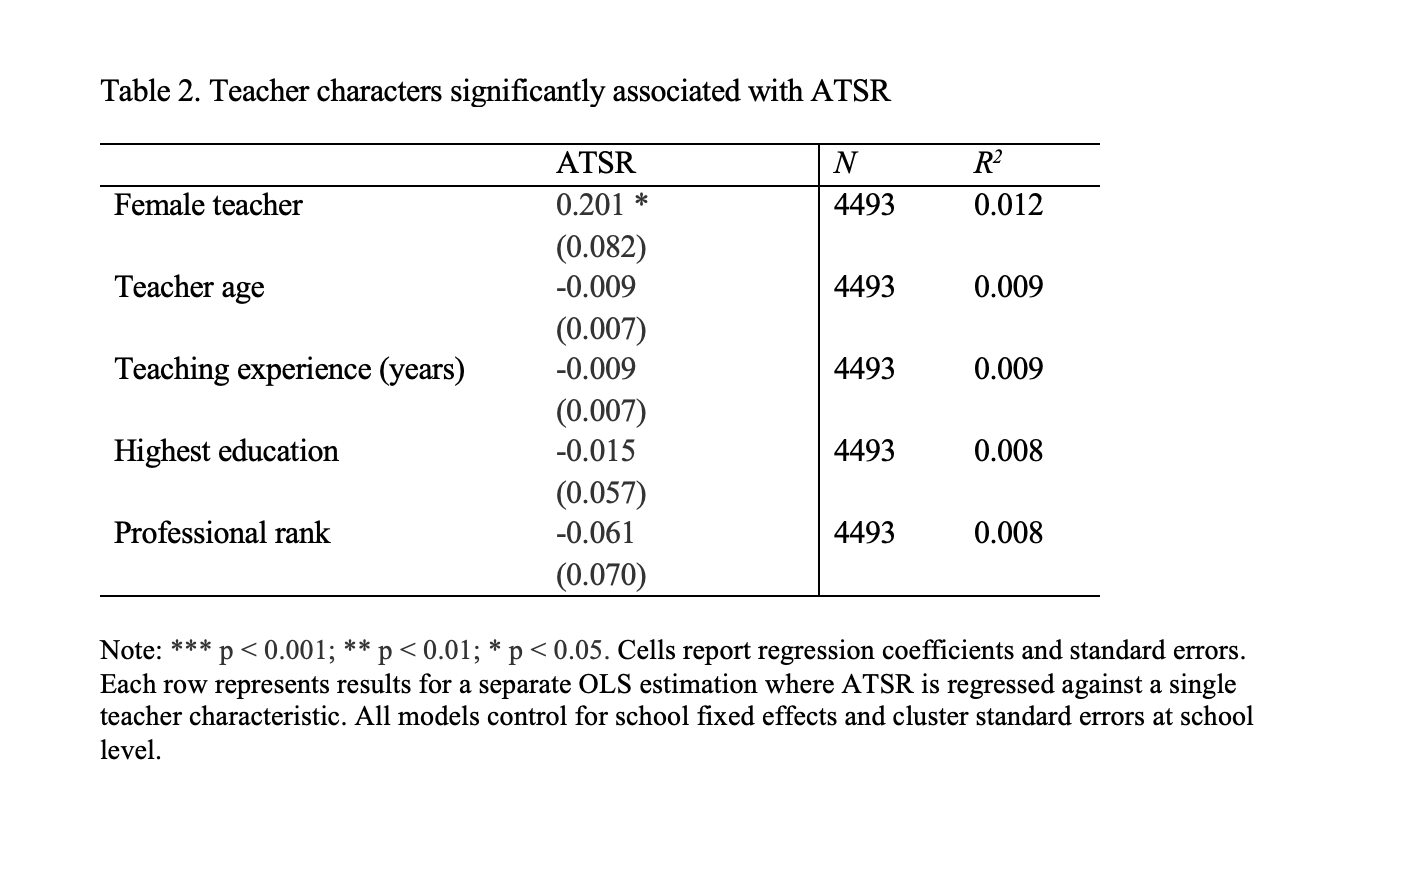 Table 2. Teacher characters significantly associated with ATSR
ATSR N R²
Female teacher 0.201 * 4493 0.012
(0.082)
Teacher age -0.009 4493 0.009
(0.007)
Teaching experience (years) -0.009 4493 0.009
(0.007)
Highest education -0.015 4493 0.008
(0.057)
Professional rank -0.061 4493 0.008
(0.070)
Note: *** p < 0.001; ** p < 0.01; * p < 0.05. Cells report regression coefficients and standard errors.
Each row represents results for a separate OLS estimation where ATSR is regressed against a single
teacher characteristic. All models control for school fixed effects and cluster standard errors at school
level.